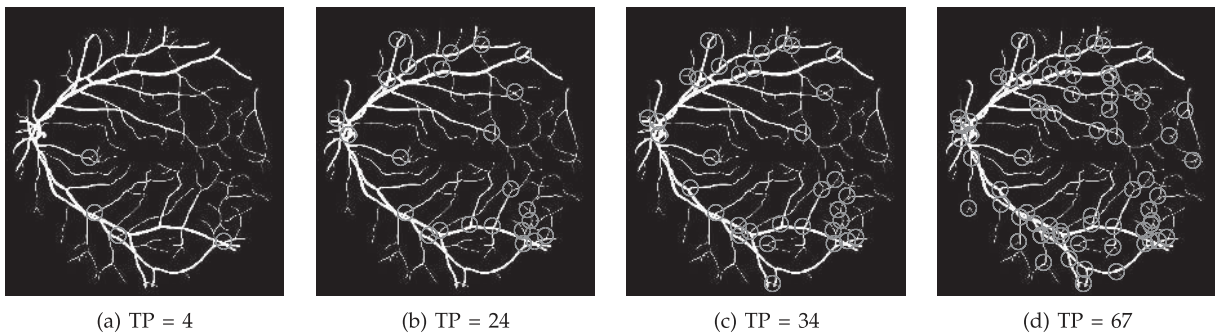 (a) TP = 4
(b) TP = 24
(c) TP = 34
(d) TP = 67